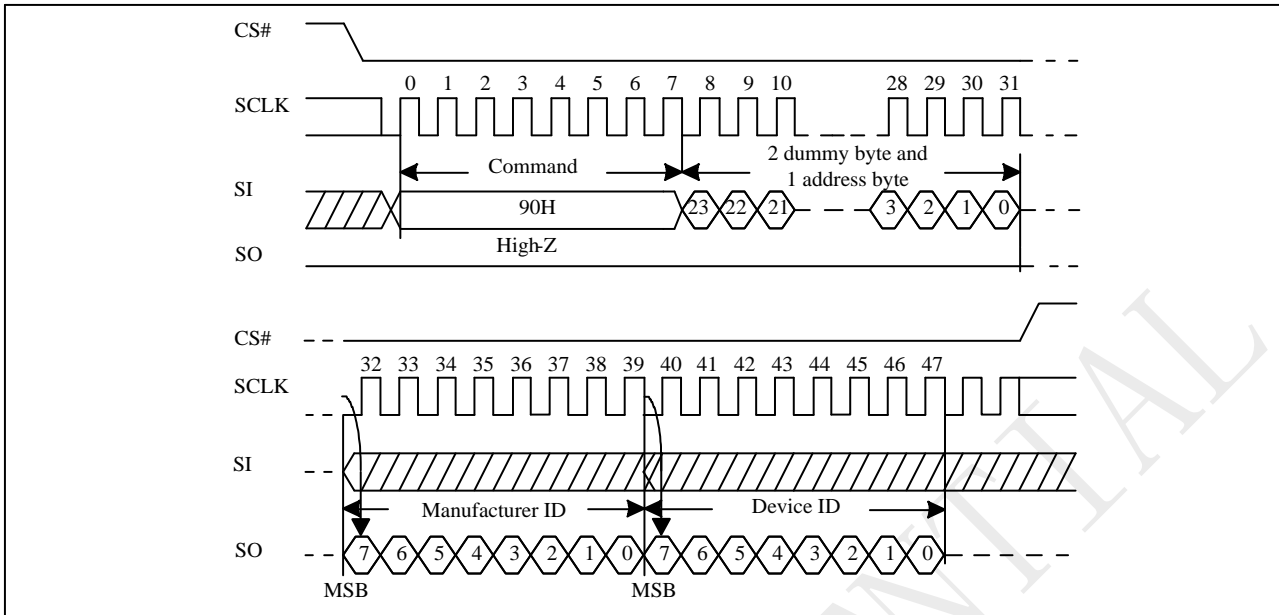 CS#
0 1 2 3 4 5 6 7 8 9 10 28 29 30 31
SCLK
Command
2 dummy byte and
1 address byte
SI
90H
23 22 21 3 2 1 0
High-Z
SO
CS#
32 33 34 35 36 37 38 39 40 41 42 43 44 45 46 47
SCLK
SI
Manufacturer ID
Device ID
SO
7 6 5 4 3 2 1 0 7 6 5 4 3 2 1 0
MSB
MSB
NTIAL